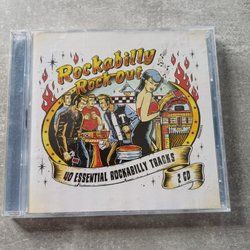 Rockabilly
Rock Out
40 ESSENTIAL ROCKABILLY TRACKS
2 CD